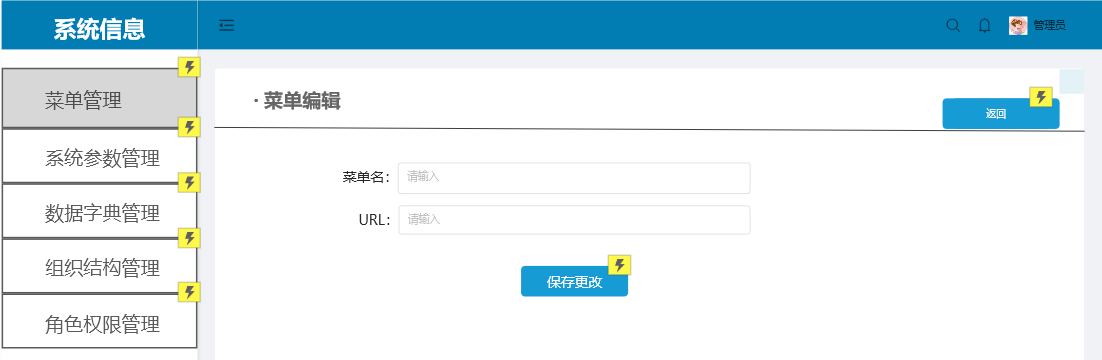 系统信息
管理员
菜单管理
系统参数管理
数据字典管理
组织结构管理
角色权限管理
· 菜单编辑
返回
菜单名： 请输入
URL： 请输入
保存更改